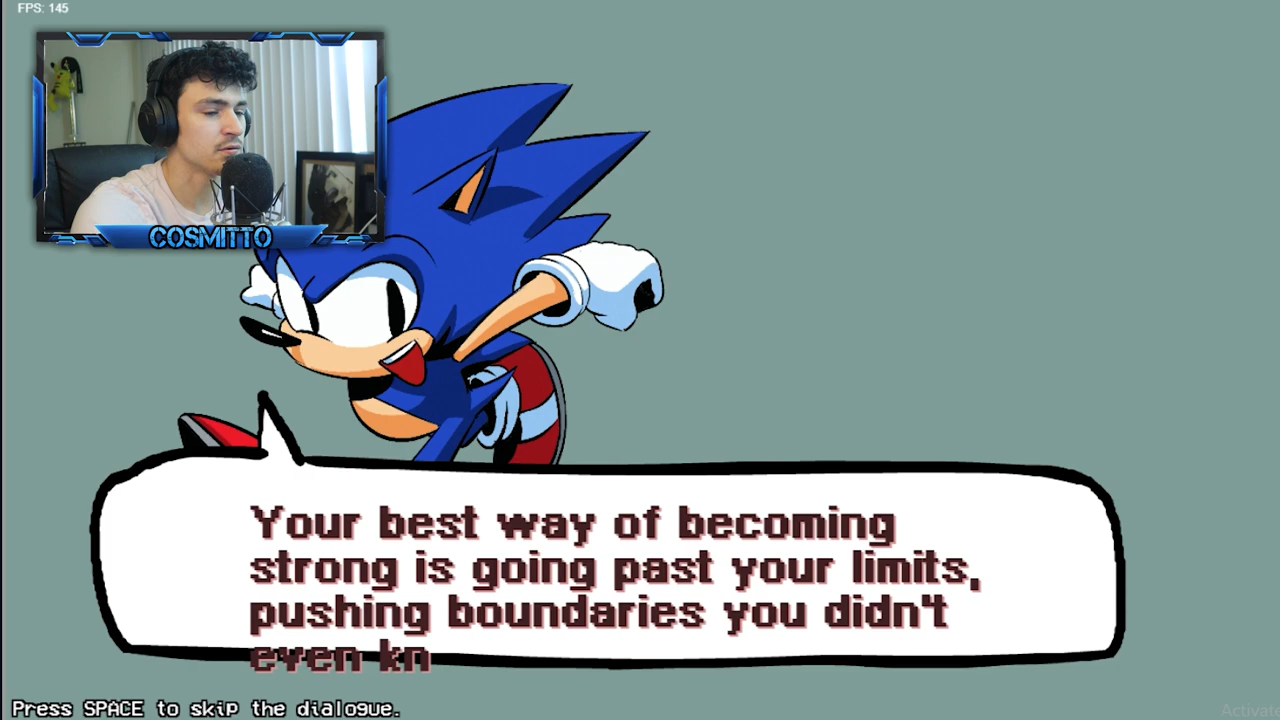 FPS: 145
COSMITTO
Your best way of becoming
strong is going past your limits,
pushing boundaries you didn't
even kn
Press SPACE to skip the dialogue.
Activate